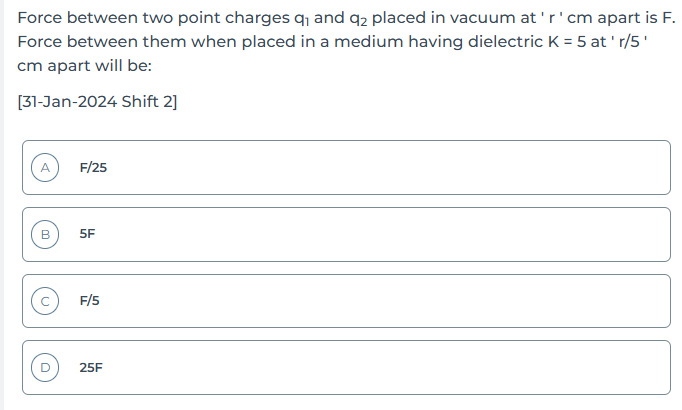 Force between two point charges q₁ and q₂ placed in vacuum at ' r ' cm apart is F.
Force between them when placed in a medium having dielectric K = 5 at ' r/5 '
cm apart will be:
[31-Jan-2024 Shift 2]
A F/25
B 5F
C F/5
D 25F